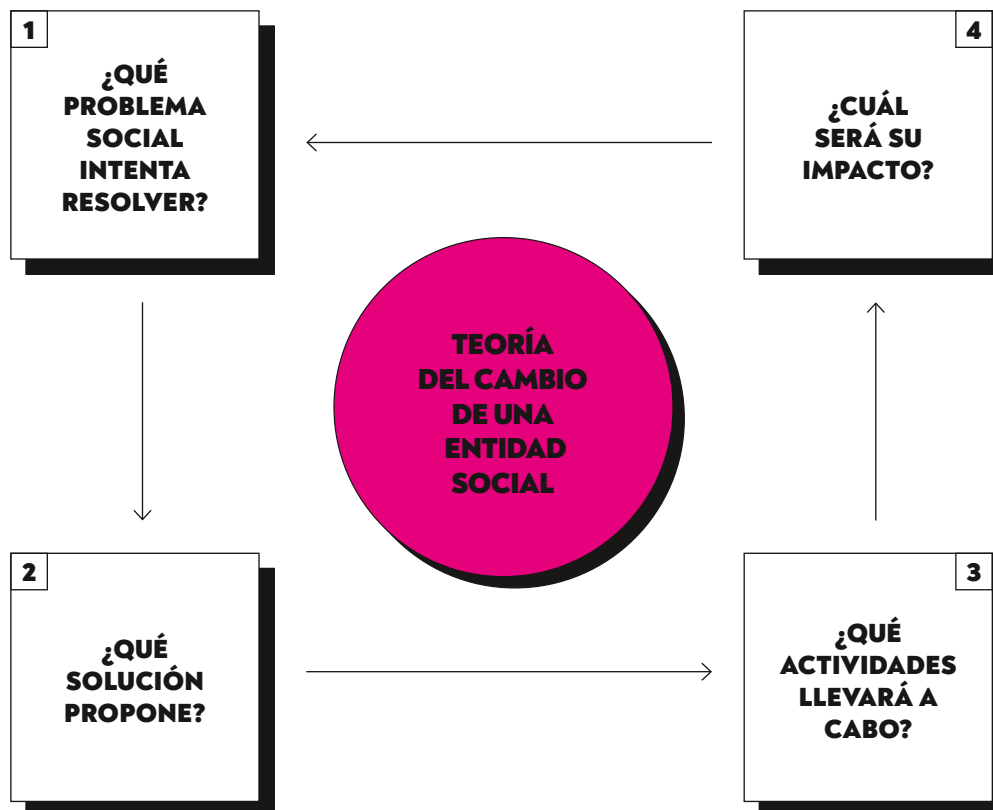 1
¿QUÉ
PROBLEMA
SOCIAL
INTENTA
RESOLVER?
4
¿CUÁL
SERÁ SU
IMPACTO?
TEORÍA
DEL CAMBIO
DE UNA
ENTIDAD
SOCIAL
2
¿QUÉ
SOLUCIÓN
PROPONE?
3
¿QUÉ
ACTIVIDADES
LLEVARÁ A
CABO?